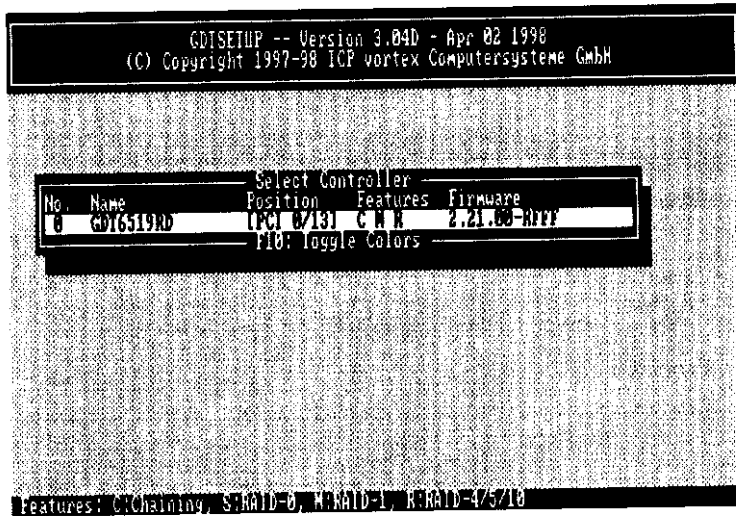 GDTSETUP -- Version 3.04D - Apr 02 1998
(C) Copyright 1997-98 ICP vortex Computersysteme GmbH
Select Controller
No. Name Position Features Firmware
0 GDT6519RD [PCI 0/13] C M R 2.21.00-RFFF
F10: Toggle Colors
Features: C:Chaining, S:RAID-0, M:RAID-1, R:RAID-4/5/10